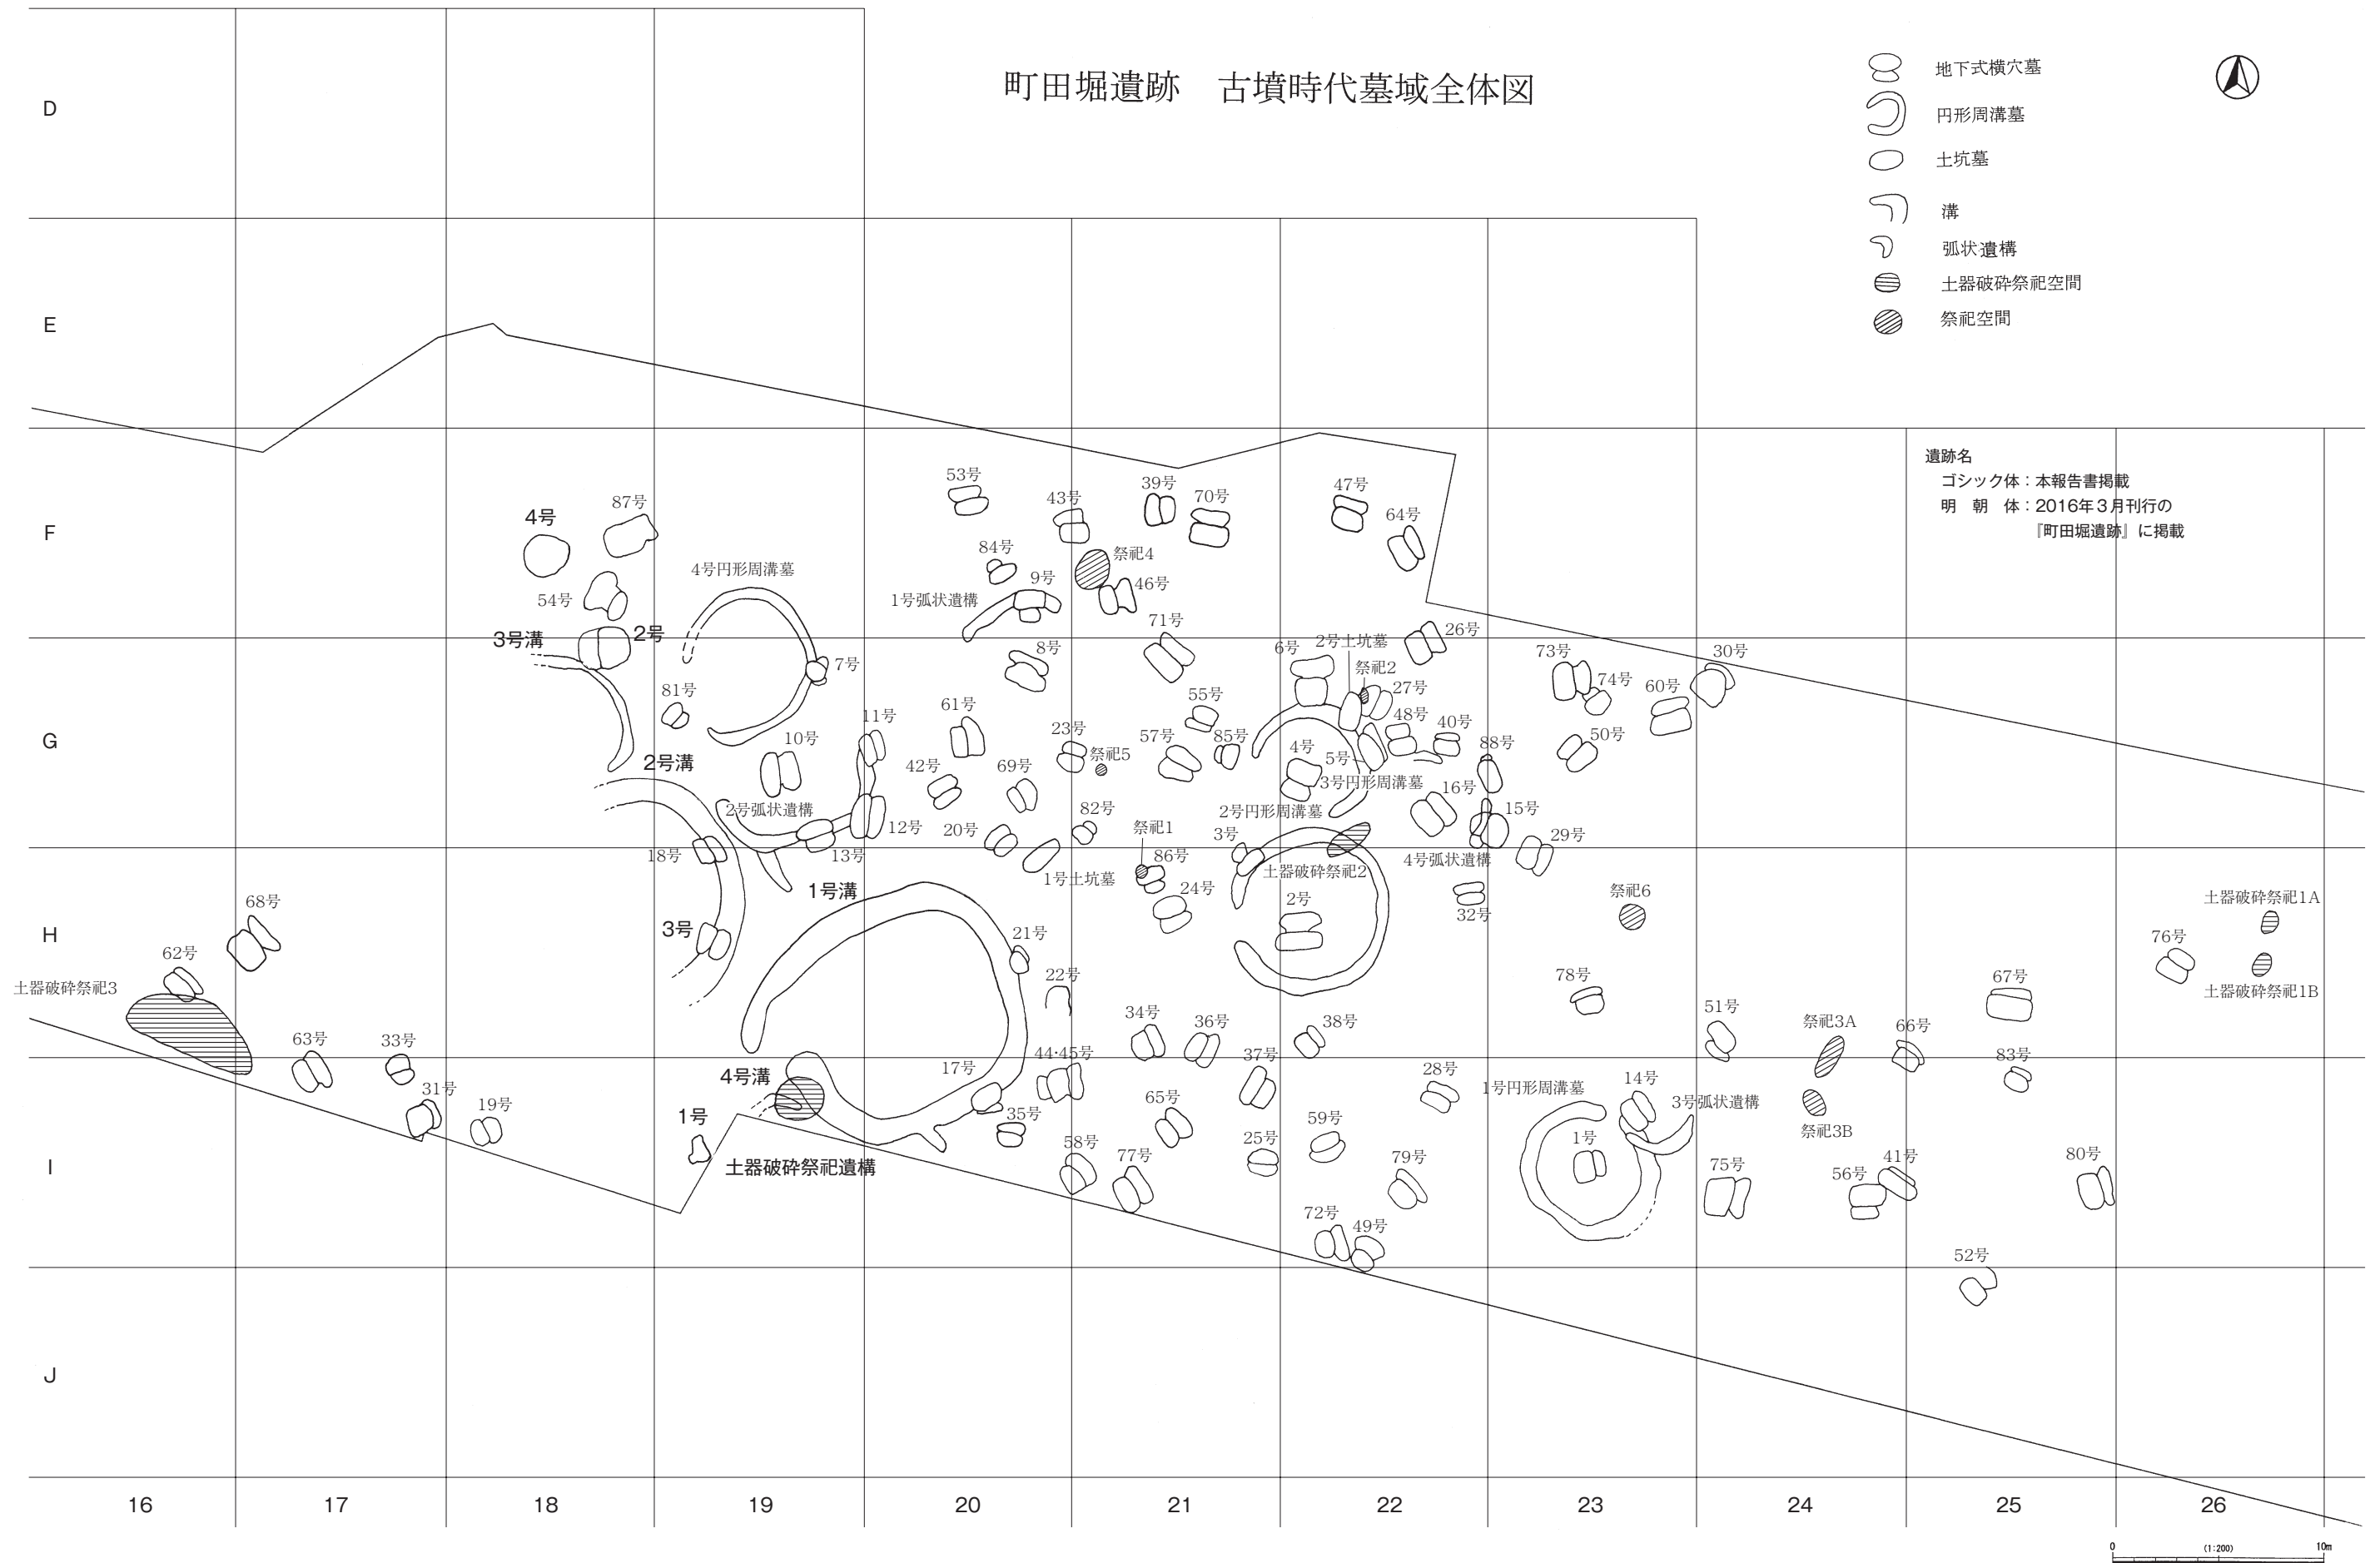 町田堀遺跡　古墳時代墓域全体図
地下式横穴墓
円形周溝墓
土坑墓
溝
弧状遺構
土器破砕祭祀空間
祭祀空間
遺跡名
ゴシック体：本報告書掲載
明　朝　体：2016年３月刊行の
『町田堀遺跡』に掲載
D
E
F
53号
43号
39号
70号
47号
64号
87号
4号
84号
祭祀4
9号
46号
54号
4号円形周溝墓
1号弧状遺構
71号
26号
3号溝
2号
8号
6号
2号土坑墓
祭祀2
73号
30号
7号
74号
81号
60号
27号
55号
61号
11号
48号
40号
G
10号
23号
57号
85号
4号
88号
50号
祭祀5
5号
2号溝
42号
69号
3号円形周溝墓
16号
2号弧状遺構
82号
2号円形周溝墓
15号
12号
20号
祭祀1
3号
29号
18号
13号
86号
4号弧状遺構
土器破砕祭祀2
1号土坑墓
1号溝
24号
祭祀6
土器破砕祭祀1A
68号
2号
32号
H
3号
21号
76号
62号
22号
78号
67号
土器破砕祭祀3
土器破砕祭祀1B
34号
36号
38号
51号
祭祀3A
66号
63号
33号
44·45号
37号
83号
4号溝
17号
28号
1号円形周溝墓
14号
31号
19号
65号
3号弧状遺構
1号
35号
59号
祭祀3B
58号
25号
1号
77号
79号
75号
41号
80号
I
土器破砕祭祀遺構
56号
72号
49号
52号
J
16
17
18
19
20
21
22
23
24
25
26
0
(1:200)
10m